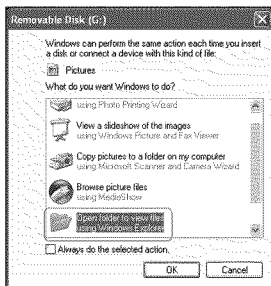 Removable Disk (G:)
Windows can perform the same action each time you insert
a disk or connect a device with this kind of file:
Pictures
What do you want Windows to do?
using Photo Printing Wizard
View a slideshow of the images
using Windows Picture and Fax Viewer
Copy pictures to a folder on my computer
using Microsoft Scanner and Camera Wizard
Browse picture files
using MediaShow
Open folder to view files
using Windows Explorer
Always do the selected action.
OK
Cancel